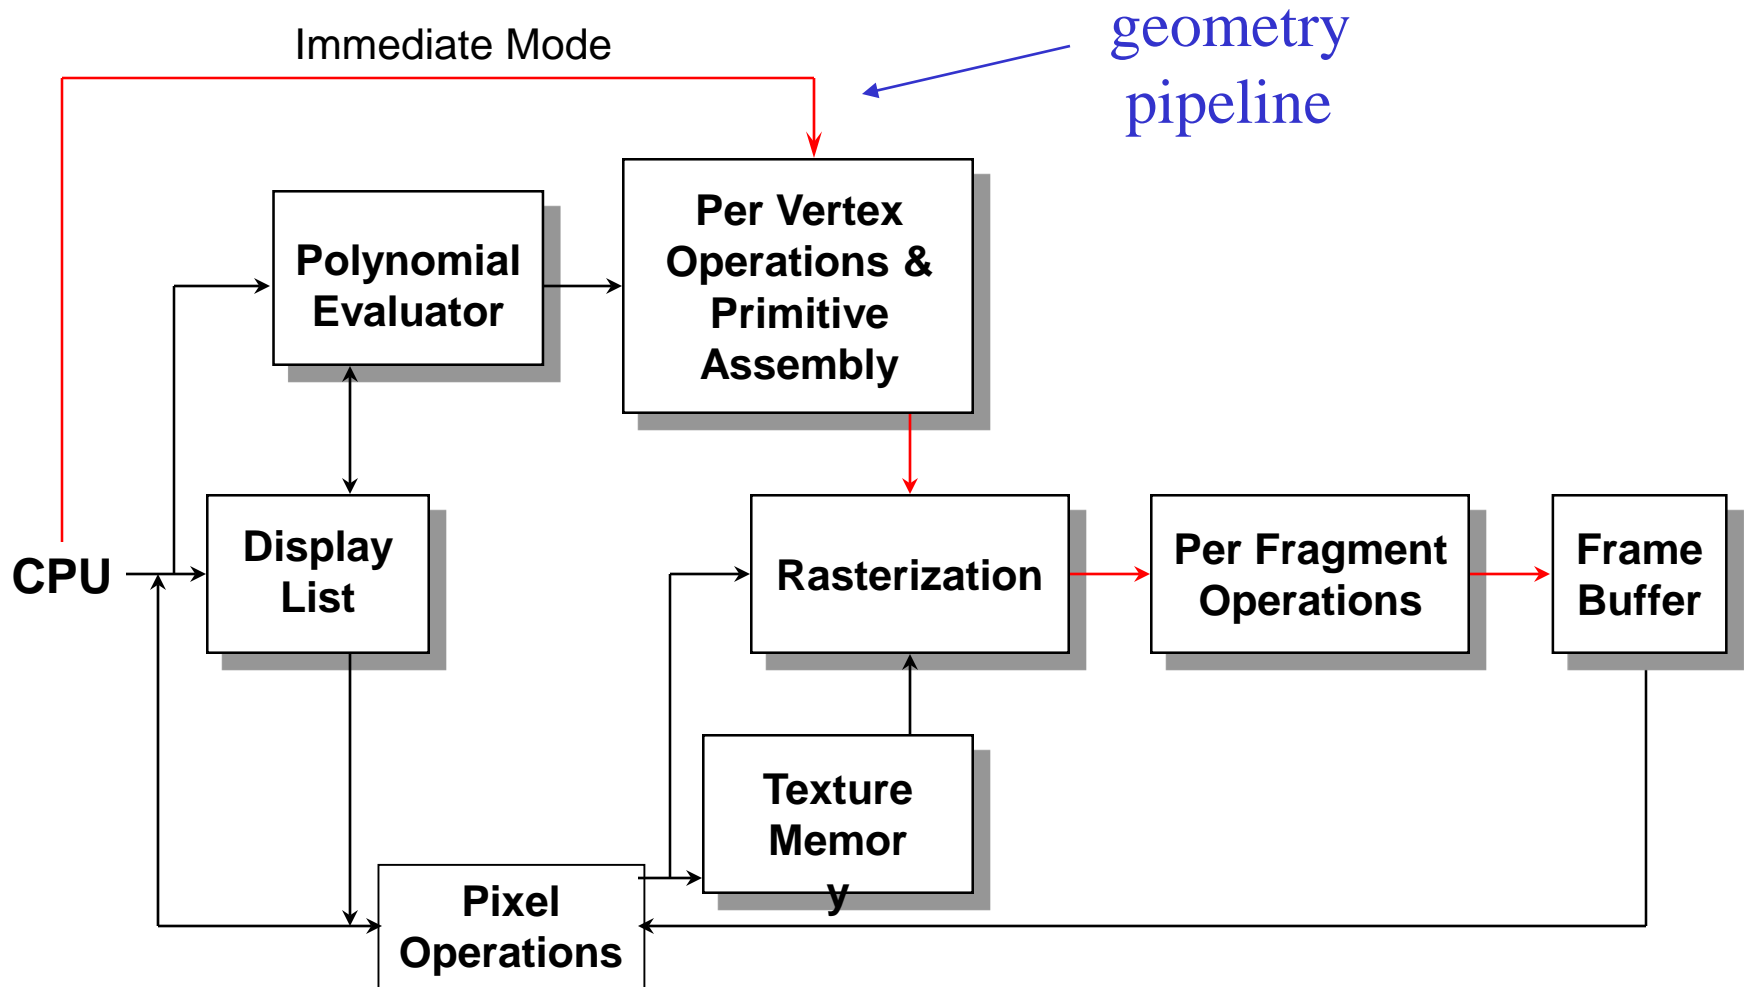 Immediate Mode
geometry
pipeline
Per Vertex
Operations &
Primitive
Assembly
Polynomial
Evaluator
CPU
Display
List
Rasterization
Per Fragment
Operations
Frame
Buffer
Texture
Memor
y
Pixel
Operations